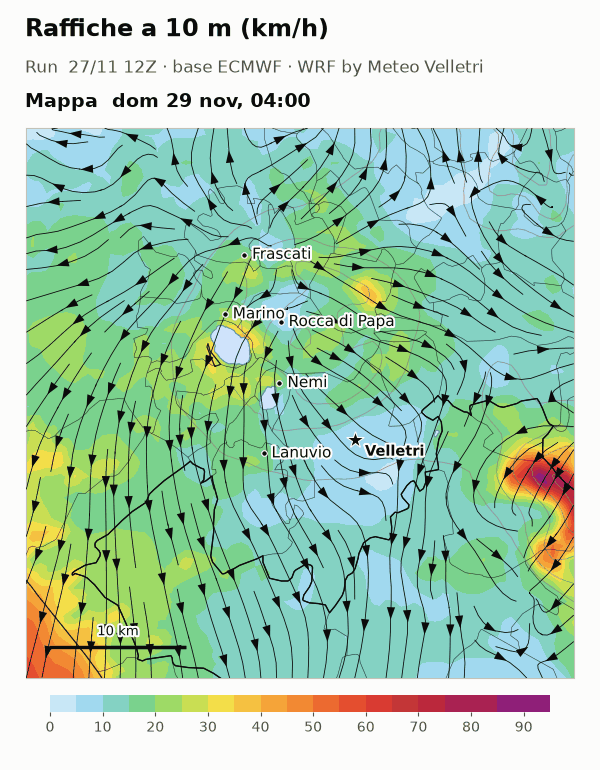 Raffiche a 10 m (km/h)
Run 27/11 12Z · base ECMWF · WRF by Meteo Velletri
Mappa dom 29 nov, 04:00
Frascati
Marino
Rocca di Papa
Nemi
Velletri
Lanuvio
10 km
0 10 20 30 40 50 60 70 80 90